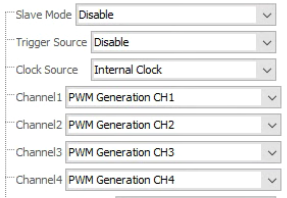 Slave Mode Disable
Trigger Source Disable
Clock Source Internal Clock
Channel1 PWM Generation CH1
Channel2 PWM Generation CH2
Channel3 PWM Generation CH3
Channel4 PWM Generation CH4